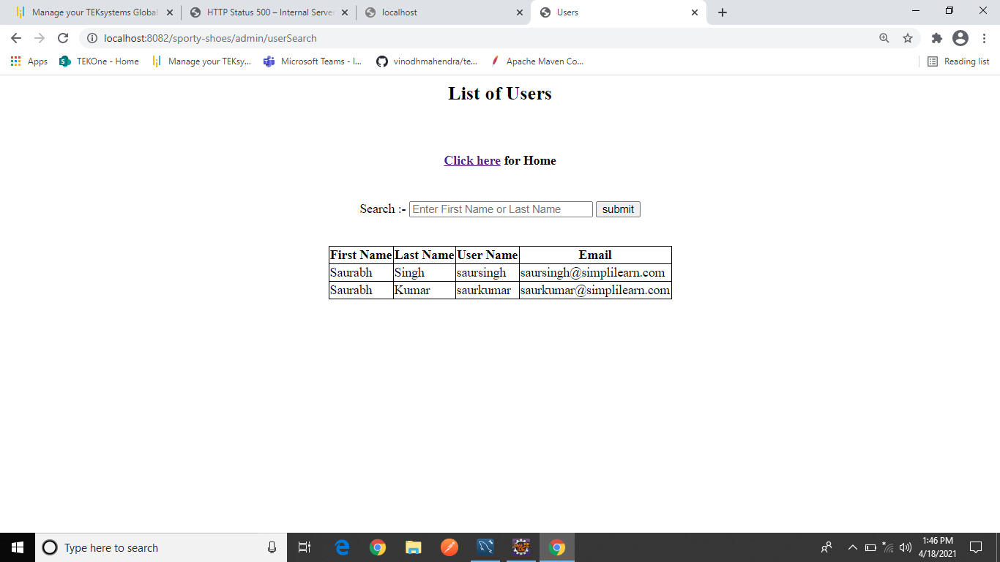 Manage your TEKsystems Global
HTTP Status 500 – Internal Server
localhost
Users
localhost:8082/sporty-shoes/admin/userSearch
Apps
TEKOne - Home
Manage your TEKsy...
Microsoft Teams - I...
vinodhmahendra/te...
Apache Maven Co...
Reading list
List of Users
Click here for Home
Search :- Enter First Name or Last Name submit
First Name Last Name User Name Email
Saurabh Singh saursingh saursingh@simplilearn.com
Saurabh Kumar saurkumar saurkumar@simplilearn.com
Type here to search
1:46 PM
4/18/2021